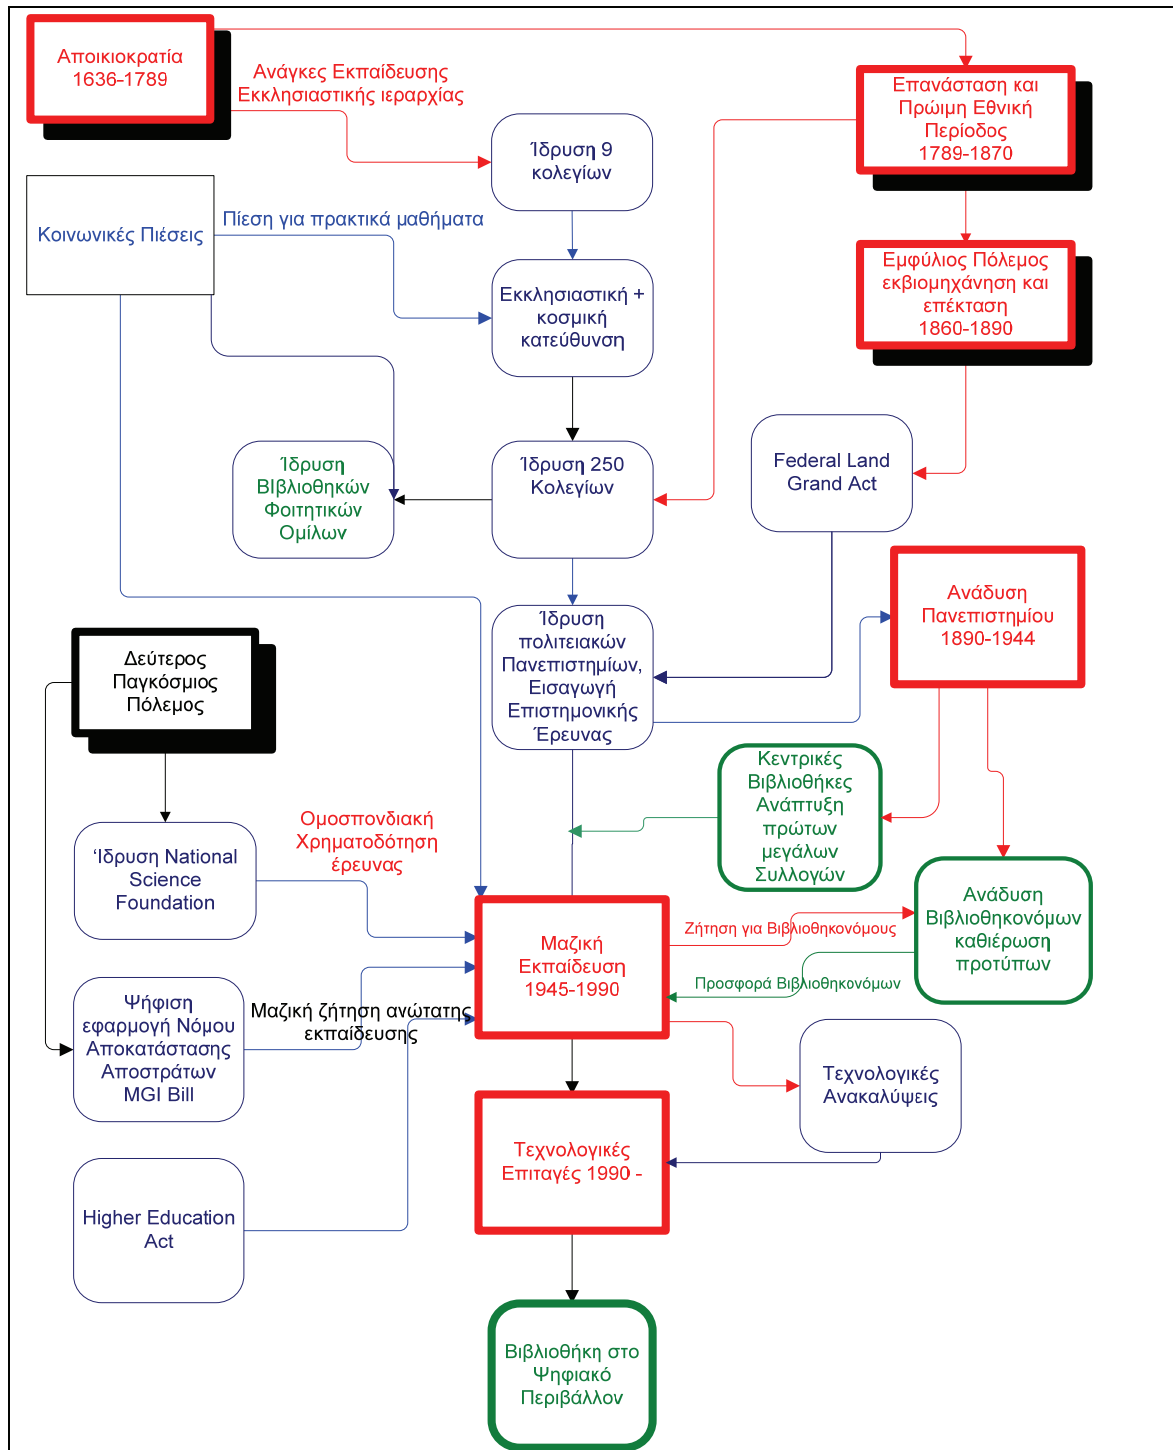 Αποικιοκρατία
1636-1789
Ανάγκες Εκπαίδευσης
Εκκλησιαστικής ιεραρχίας
Επανάσταση και
Πρώιμη Εθνική
Περίοδος
1789-1870
Ίδρυση 9
κολεγίων
Κοινωνικές Πιέσεις
Πίεση για πρακτικά μαθήματα
Εμφύλιος Πόλεμος
εκβιομηχάνηση και
επέκταση
1860-1890
Εκκλησιαστική +
κοσμική
κατεύθυνση
Ίδρυση
ΒΙβλιοθηκών
Φοιτητικών
Ομίλων
Ίδρυση 250
Κολεγίων
Federal Land
Grand Act
Ανάδυση
Πανεπιστημίου
1890-1944
Ίδρυση
πολιτειακών
Πανεπιστημίων,
Εισαγωγή
Επιστημονικής
Έρευνας
Δεύτερος
Παγκόσμιος
Πόλεμος
Κεντρικές
Βιβλιοθήκες
Ανάπτυξη
πρώτων
μεγάλων
Συλλογών
Ομοσπονδιακή
Χρηματοδότηση
έρευνας
‘Ιδρυση National
Science
Foundation
Ανάδυση
Βιβλιοθηκονόμων
καθιέρωση
προτύπων
Ζήτηση για Βιβλιοθηκονόμους
Μαζική
Εκπαίδευση
1945-1990
Προσφορά Βιβλιοθηκονόμων
Ψήφιση
εφαρμογή Νόμου
Αποκατάστασης
Αποστράτων
MGI Bill
Μαζική ζήτηση ανώτατης
εκπαίδευσης
Τεχνολογικές
Ανακαλύψεις
Τεχνολογικές
Επιταγές 1990 -
Higher Education
Act
Βιβλιοθήκη στο
Ψηφιακό
Περιβάλλον